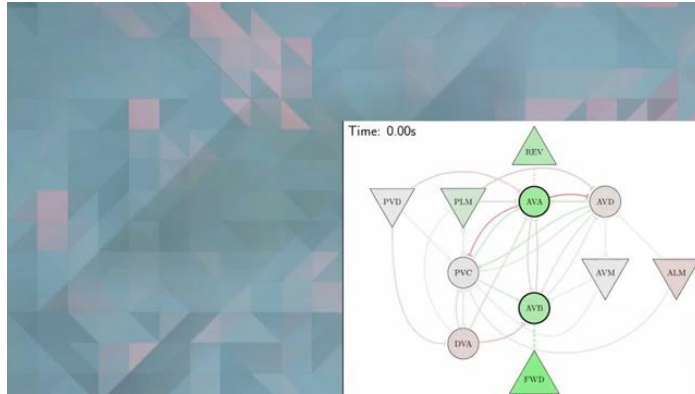 Time: 0.00s
REV
PVD PLM AVA AVD
PVC AVM ALM
AVB
DVA
FWD